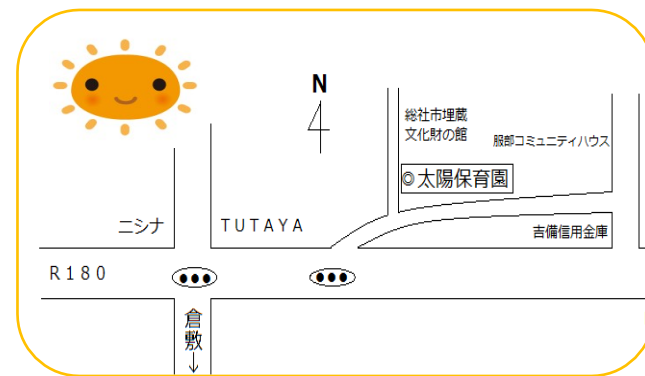 N
総社市埋蔵
文化財の館
服部コミュニティハウス
◎太陽保育園
ニシナ
TUTAYA
吉備信用金庫
R180
倉敷
↓